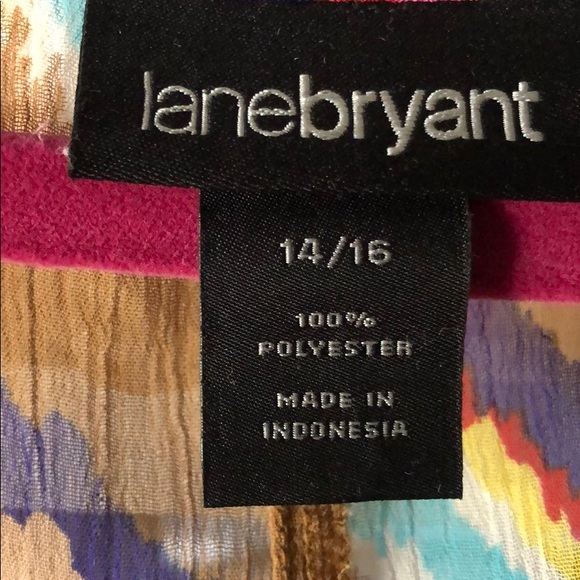 lanebryant
14/16
100%
POLYESTER
MADE IN
INDONESIA